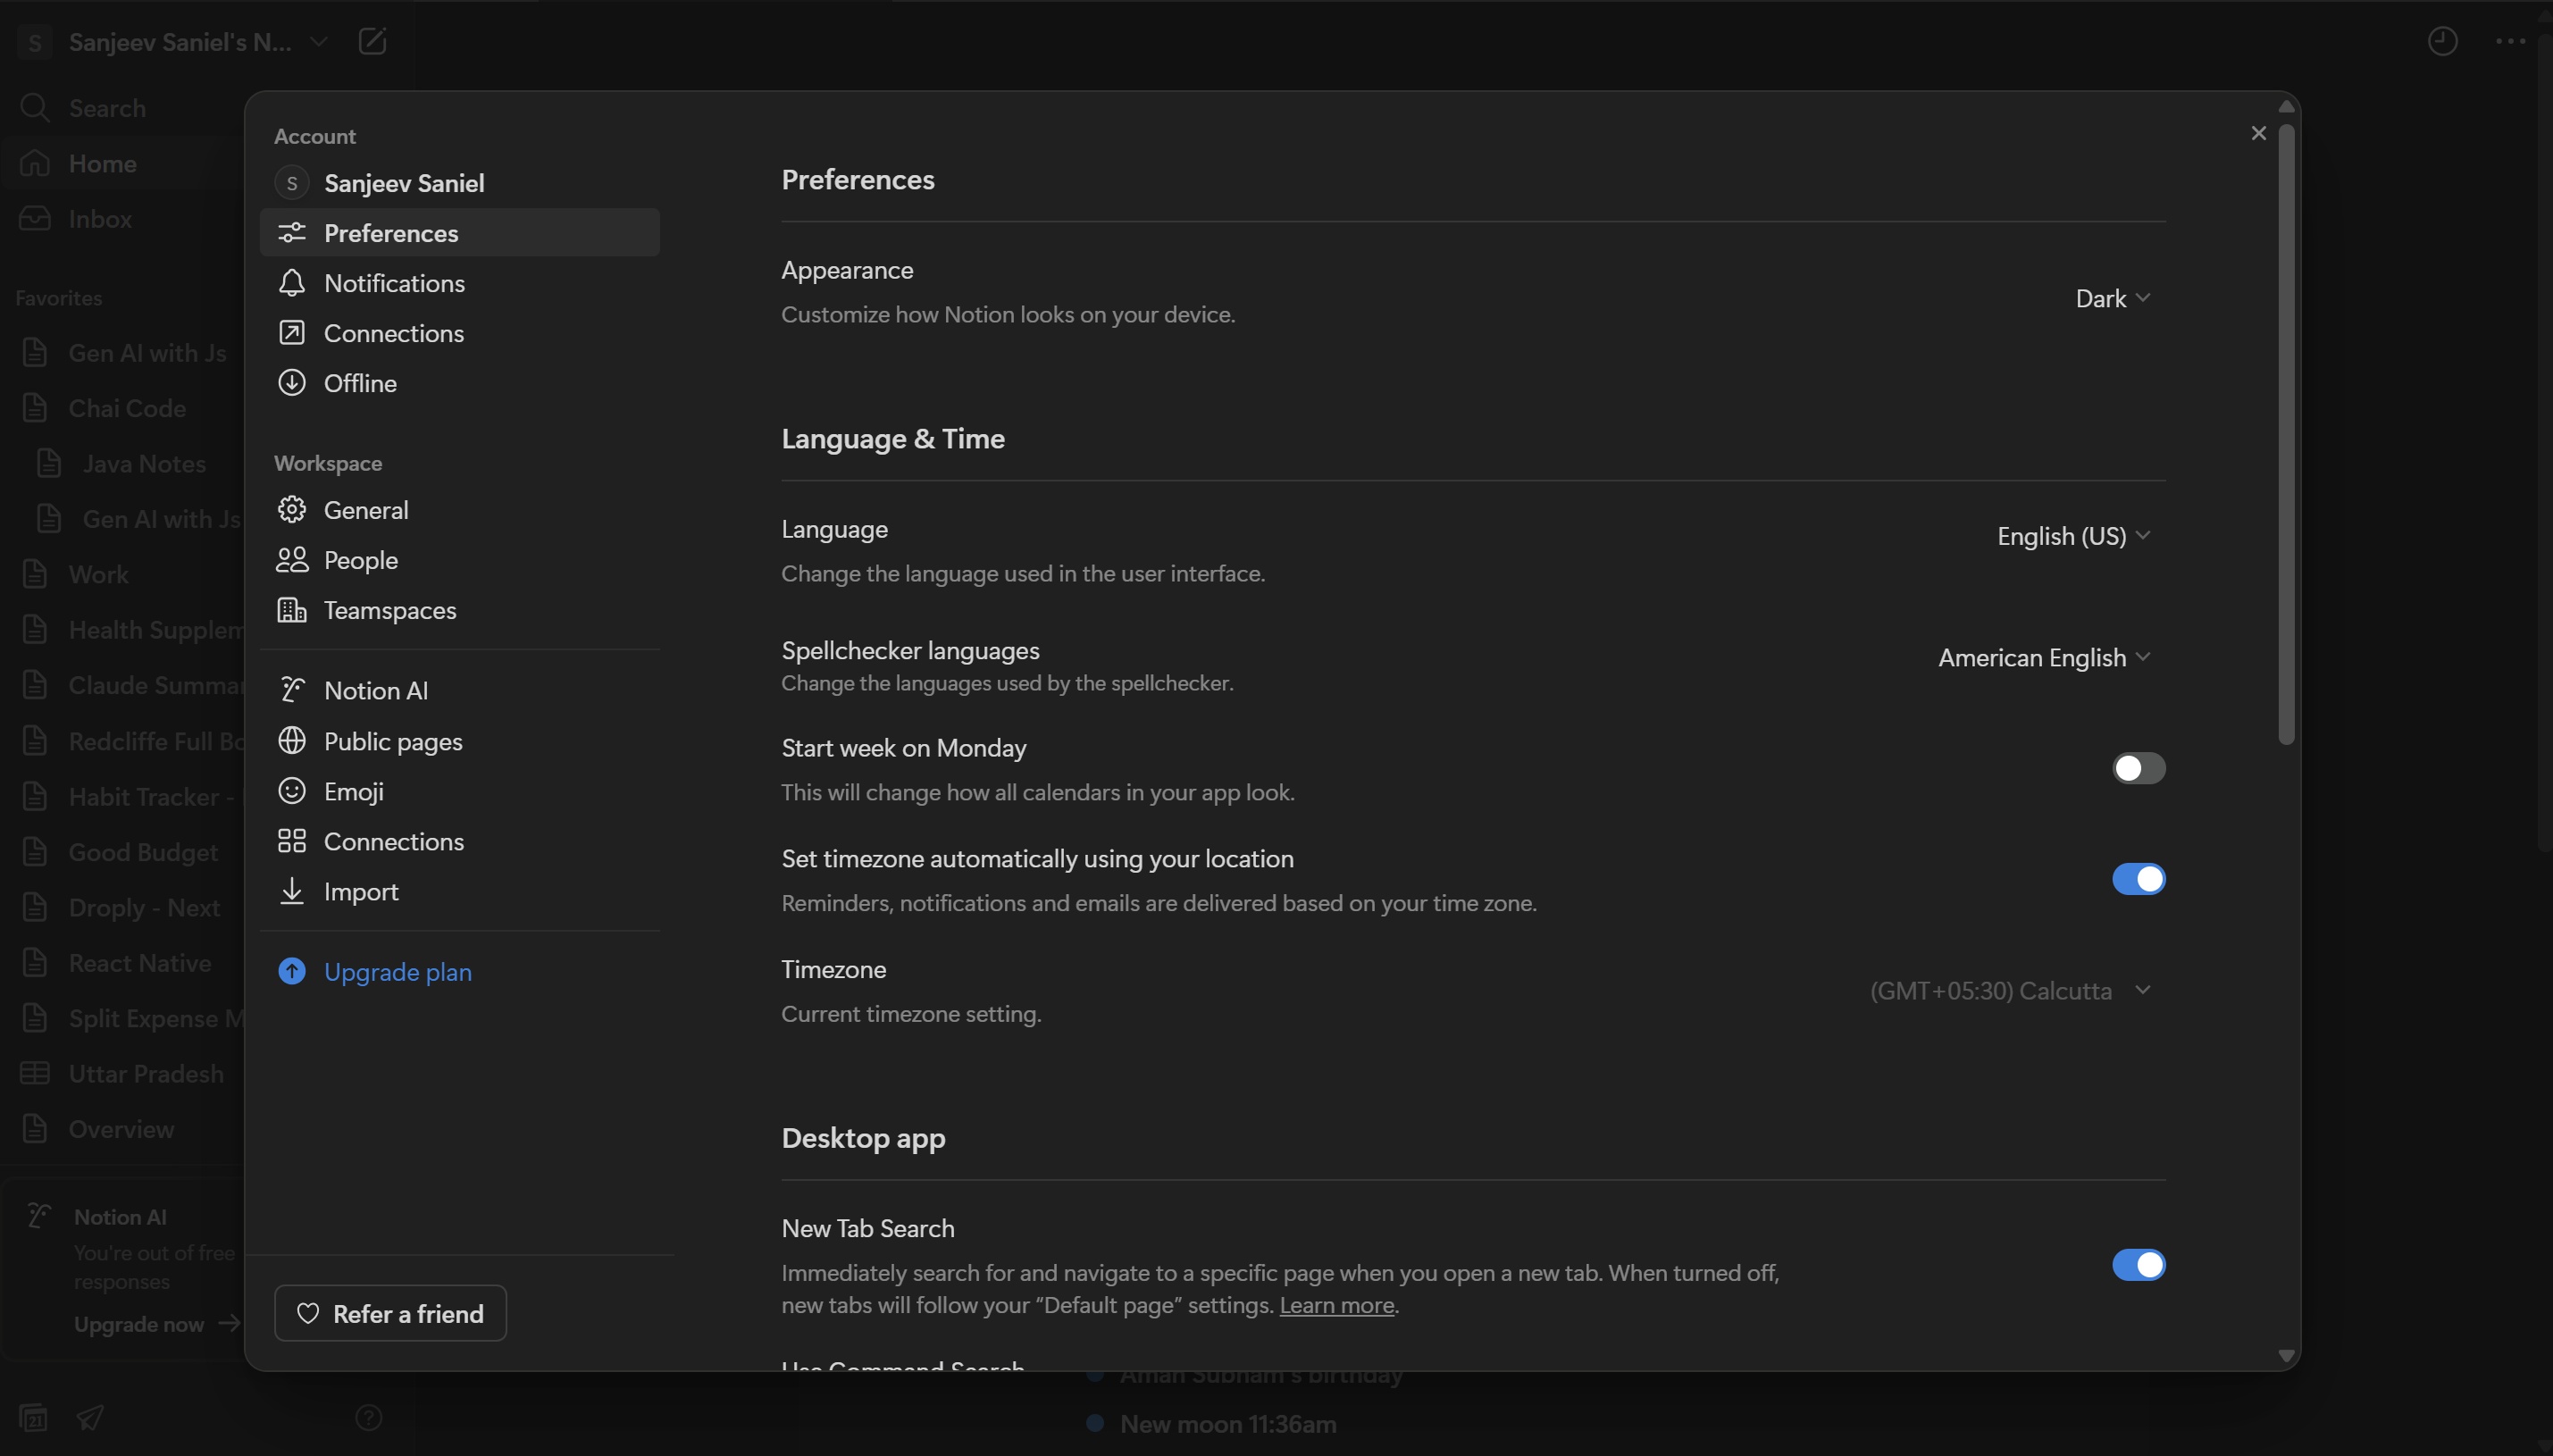 S Sanjeev Saniel's N...
Search
Home
Inbox
Favorites
Gen AI with Js
Chai Code
Java Notes
Gen AI with Js
Work
Health Supplem
Claude Summar
Redcliffe Full Bo
Habit Tracker -
Good Budget
Droply - Next
React Native
Split Expense M
Uttar Pradesh
Overview
Notion AI
You're out of free
responses
Upgrade now
21
Account
S Sanjeev Saniel
Preferences
Notifications
Connections
Offline
Workspace
General
People
Teamspaces
Notion AI
Public pages
Emoji
Connections
Import
Upgrade plan
Refer a friend
Preferences
Appearance
Customize how Notion looks on your device.
Dark
Language & Time
Language
Change the language used in the user interface.
English (US)
Spellchecker languages
Change the languages used by the spellchecker.
American English
Start week on Monday
This will change how all calendars in your app look.
Set timezone automatically using your location
Reminders, notifications and emails are delivered based on your time zone.
Timezone
Current timezone setting.
(GMT+05:30) Calcutta
Desktop app
New Tab Search
Immediately search for and navigate to a specific page when you open a new tab. When turned off,
new tabs will follow your “Default page” settings. Learn more.
Use Command Search
Aman Subham's birthday
New moon 11:36am